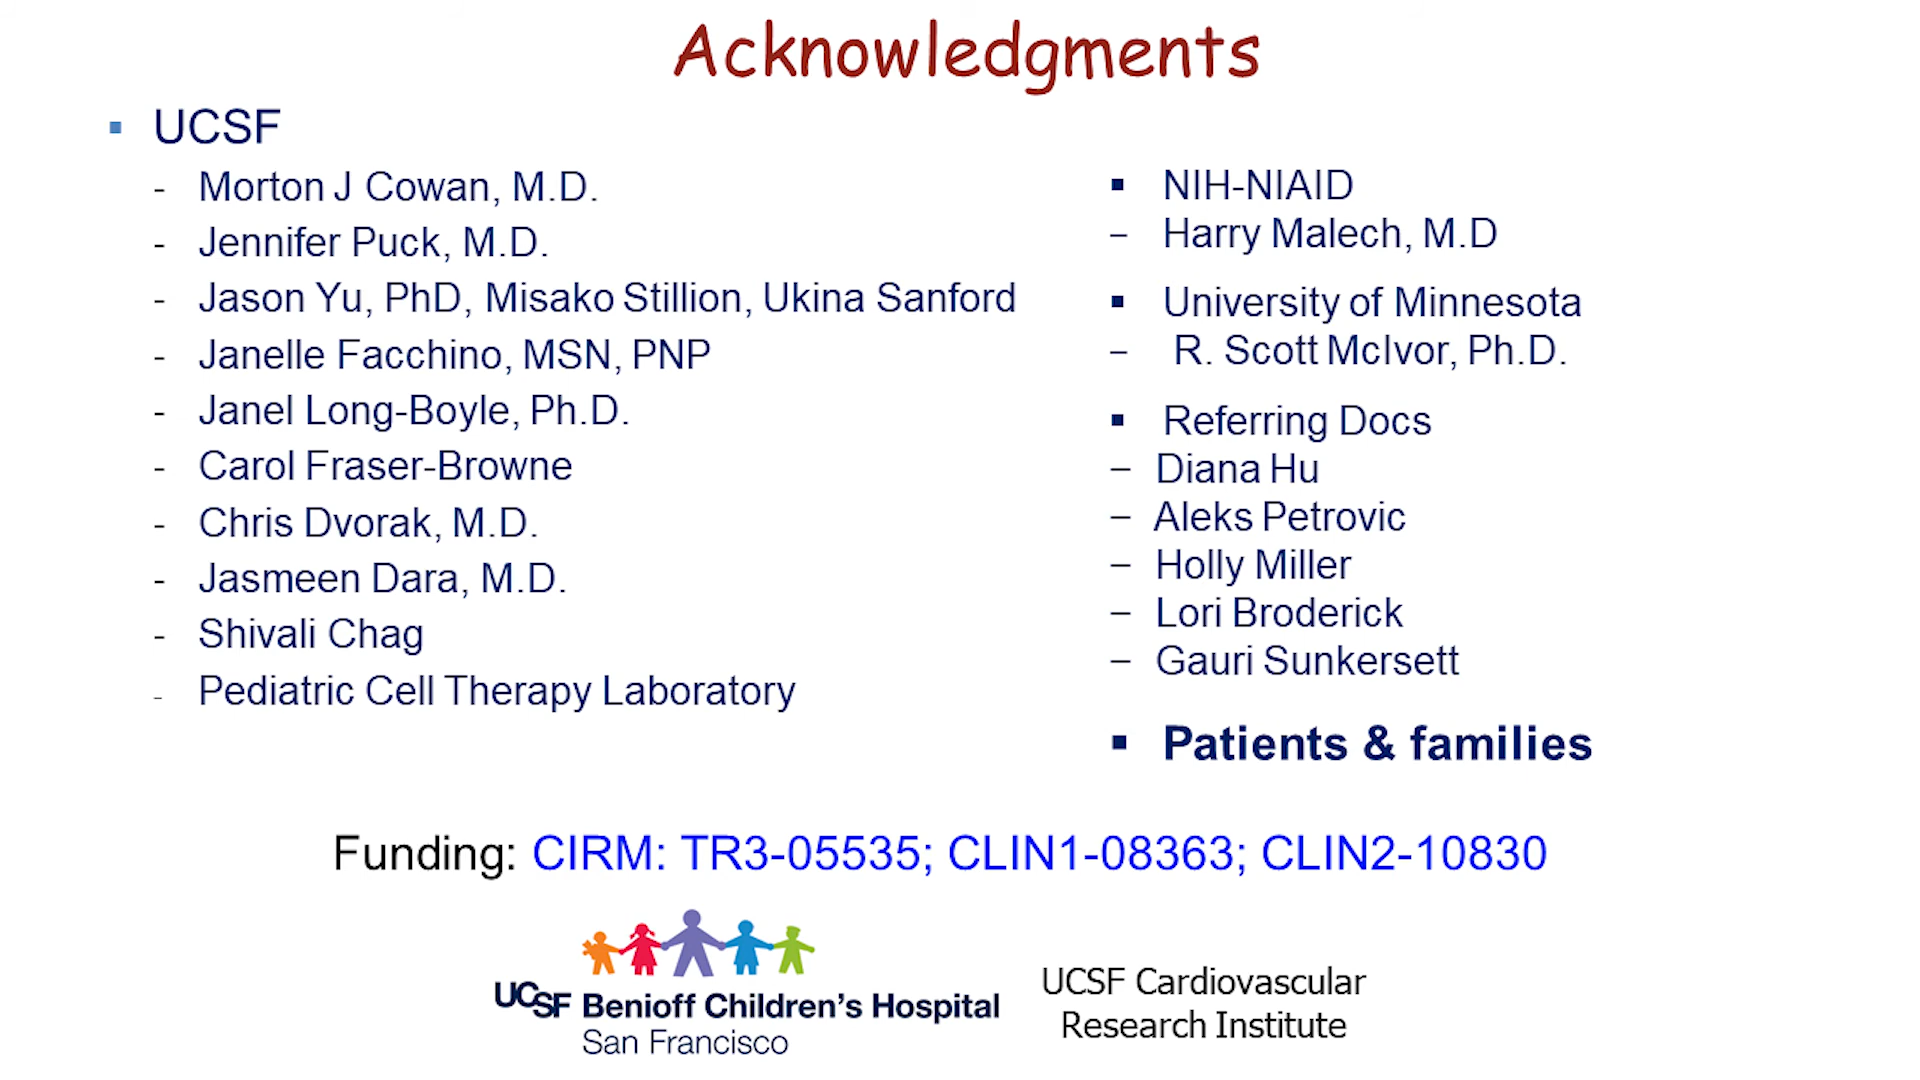 Acknowledgments
▪ UCSF
- Morton J Cowan, M.D.
- Jennifer Puck, M.D.
- Jason Yu, PhD, Misako Stillion, Ukina Sanford
- Janelle Facchino, MSN, PNP
- Janel Long-Boyle, Ph.D.
- Carol Fraser-Browne
- Chris Dvorak, M.D.
- Jasmeen Dara, M.D.
- Shivali Chag
- Pediatric Cell Therapy Laboratory
▪ NIH-NIAID
– Harry Malech, M.D
▪ University of Minnesota
– R. Scott McIvor, Ph.D.
▪ Referring Docs
– Diana Hu
– Aleks Petrovic
– Holly Miller
– Lori Broderick
– Gauri Sunkersett
▪ Patients & families
Funding: CIRM: TR3-05535; CLIN1-08363; CLIN2-10830
UCSF Benioff Children's Hospital
San Francisco
UCSF Cardiovascular
Research Institute